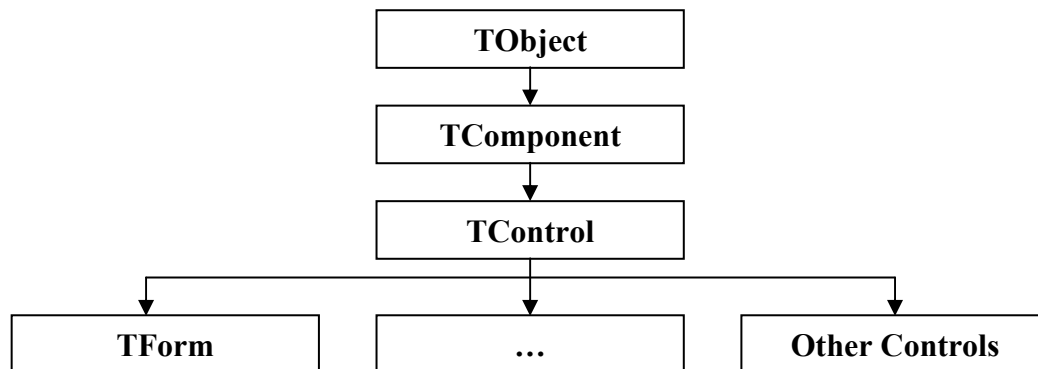 TObject
TComponent
TControl
TForm
...
Other Controls